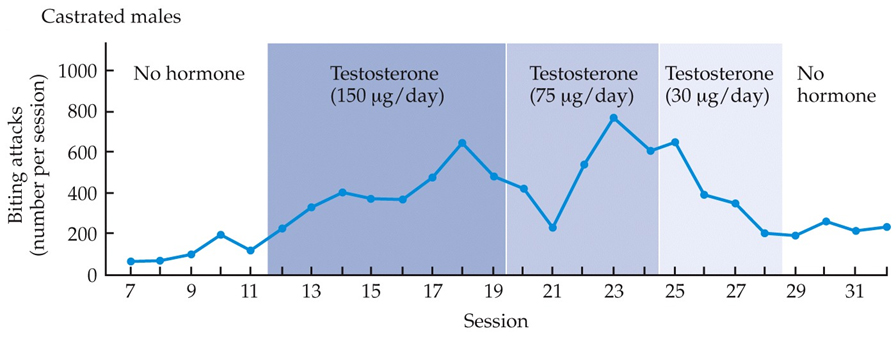 Castrated males
Biting attacks
(number per session)
1000
800
600
400
200
0
No hormone
Testosterone
(150 µg/day)
Testosterone
(75 µg/day)
Testosterone
(30 µg/day)
No
hormone
7 9 11 13 15 17 19 21 23 25 27 29 31
Session